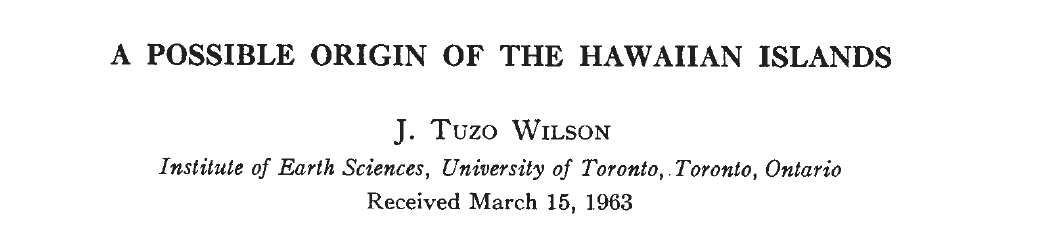 A POSSIBLE ORIGIN OF THE HAWAIIAN ISLANDS
J. TUZO WILSON
Institute of Earth Sciences, University of Toronto, Toronto, Ontario
Received March 15, 1963